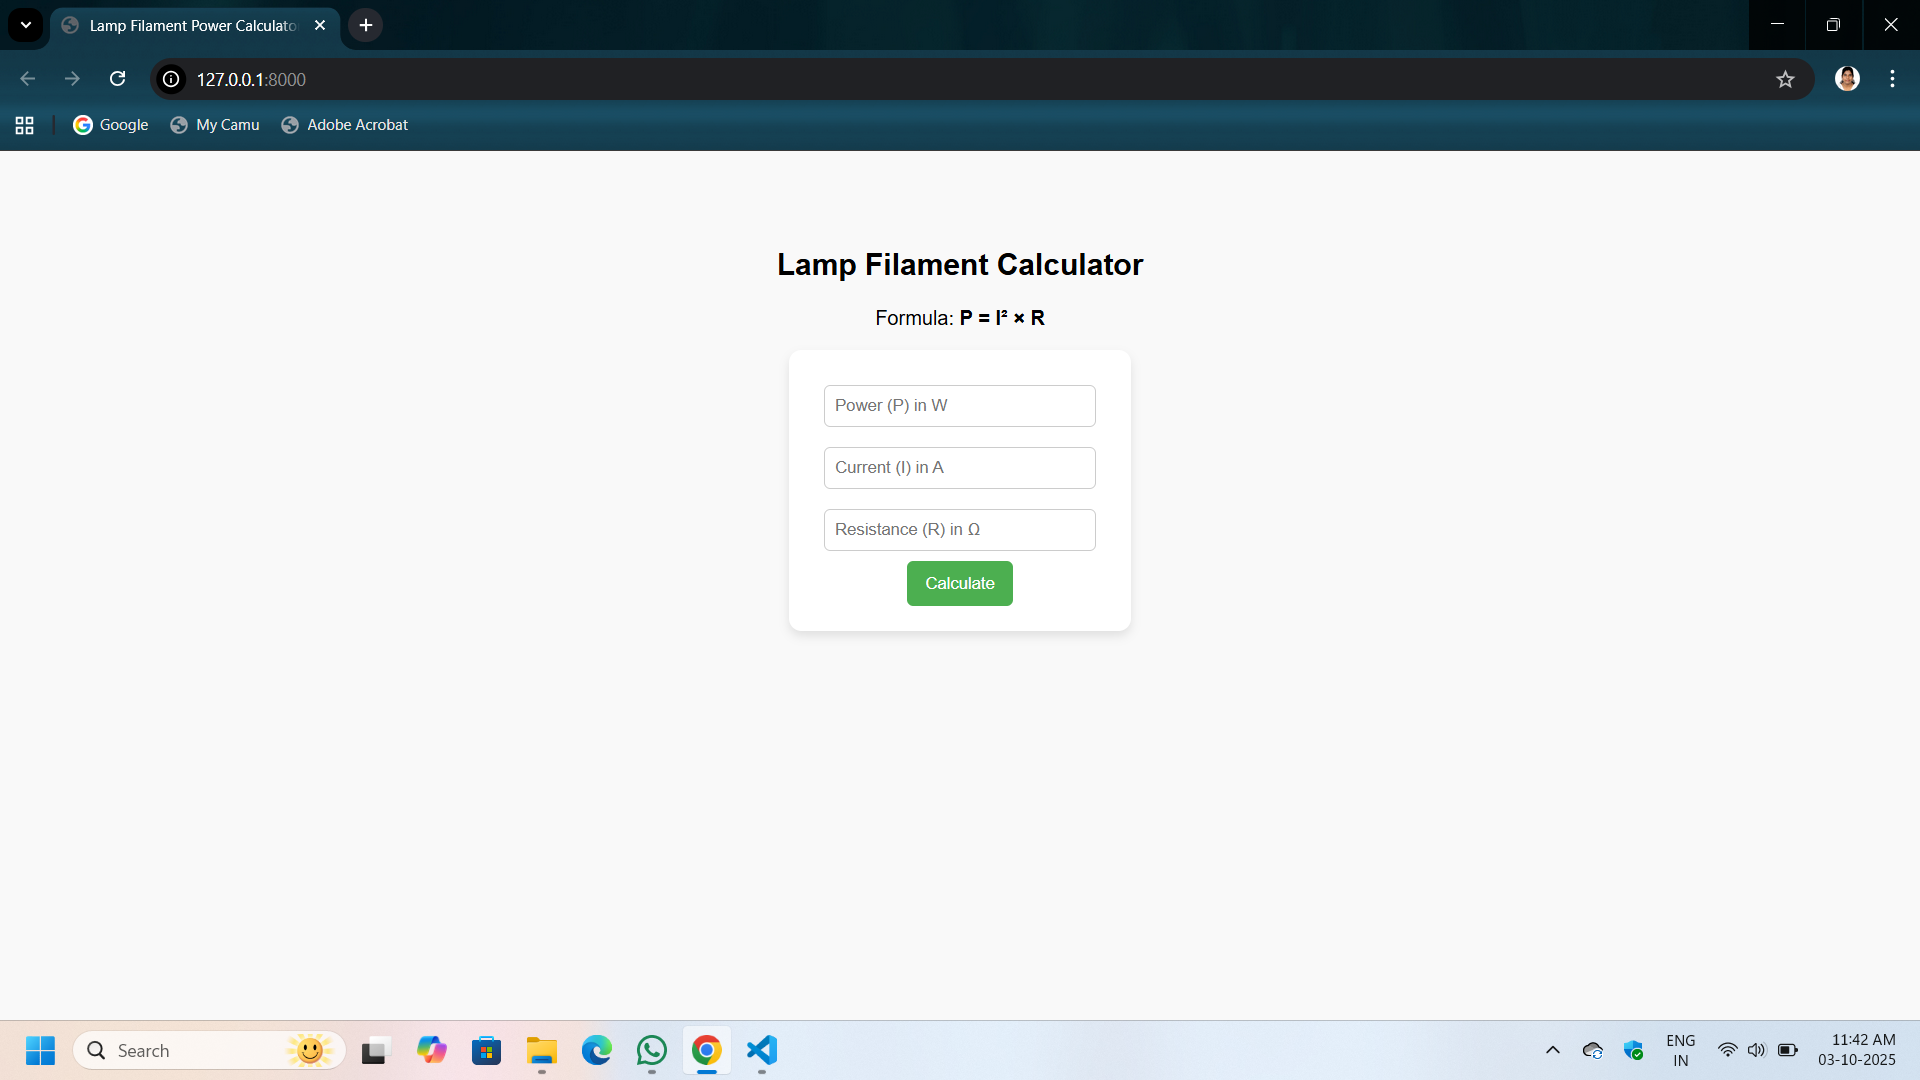 Lamp Filament Power Calculato
127.0.0.1:8000
Google
My Camu
Adobe Acrobat
Lamp Filament Calculator
Formula: P = I² × R
Power (P) in W
Current (I) in A
Resistance (R) in Ω
Calculate
Search
ENG
IN
11:42 AM
03-10-2025